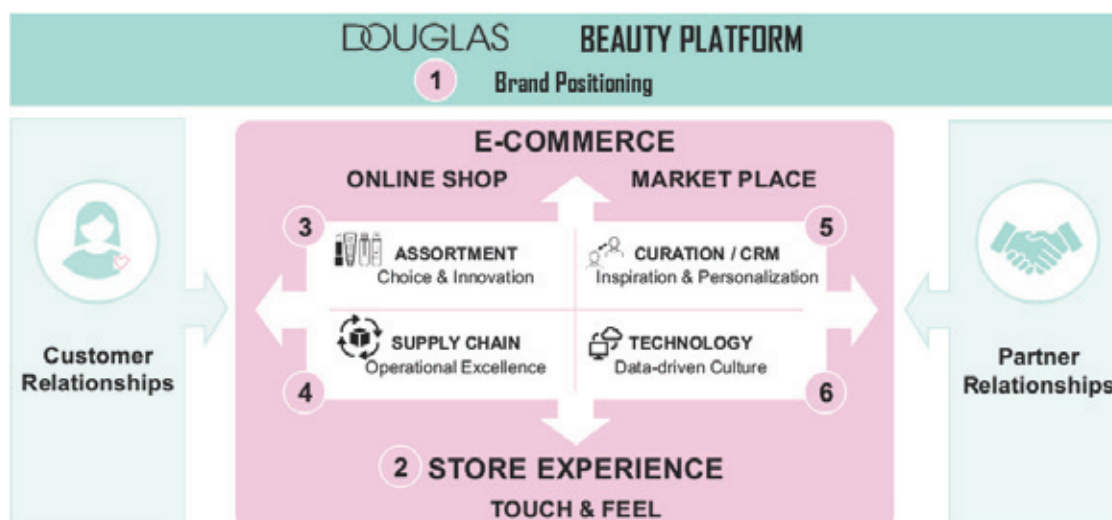 DOUGLAS BEAUTY PLATFORM
1 Brand Positioning
E-COMMERCE
ONLINE SHOP MARKET PLACE
3 5
ASSORTMENT CURATION / CRM
Choice & Innovation Inspiration & Personalization
SUPPLY CHAIN TECHNOLOGY
Operational Excellence Data-driven Culture
4 6
Customer
Relationships
Partner
Relationships
2 STORE EXPERIENCE
TOUCH & FEEL